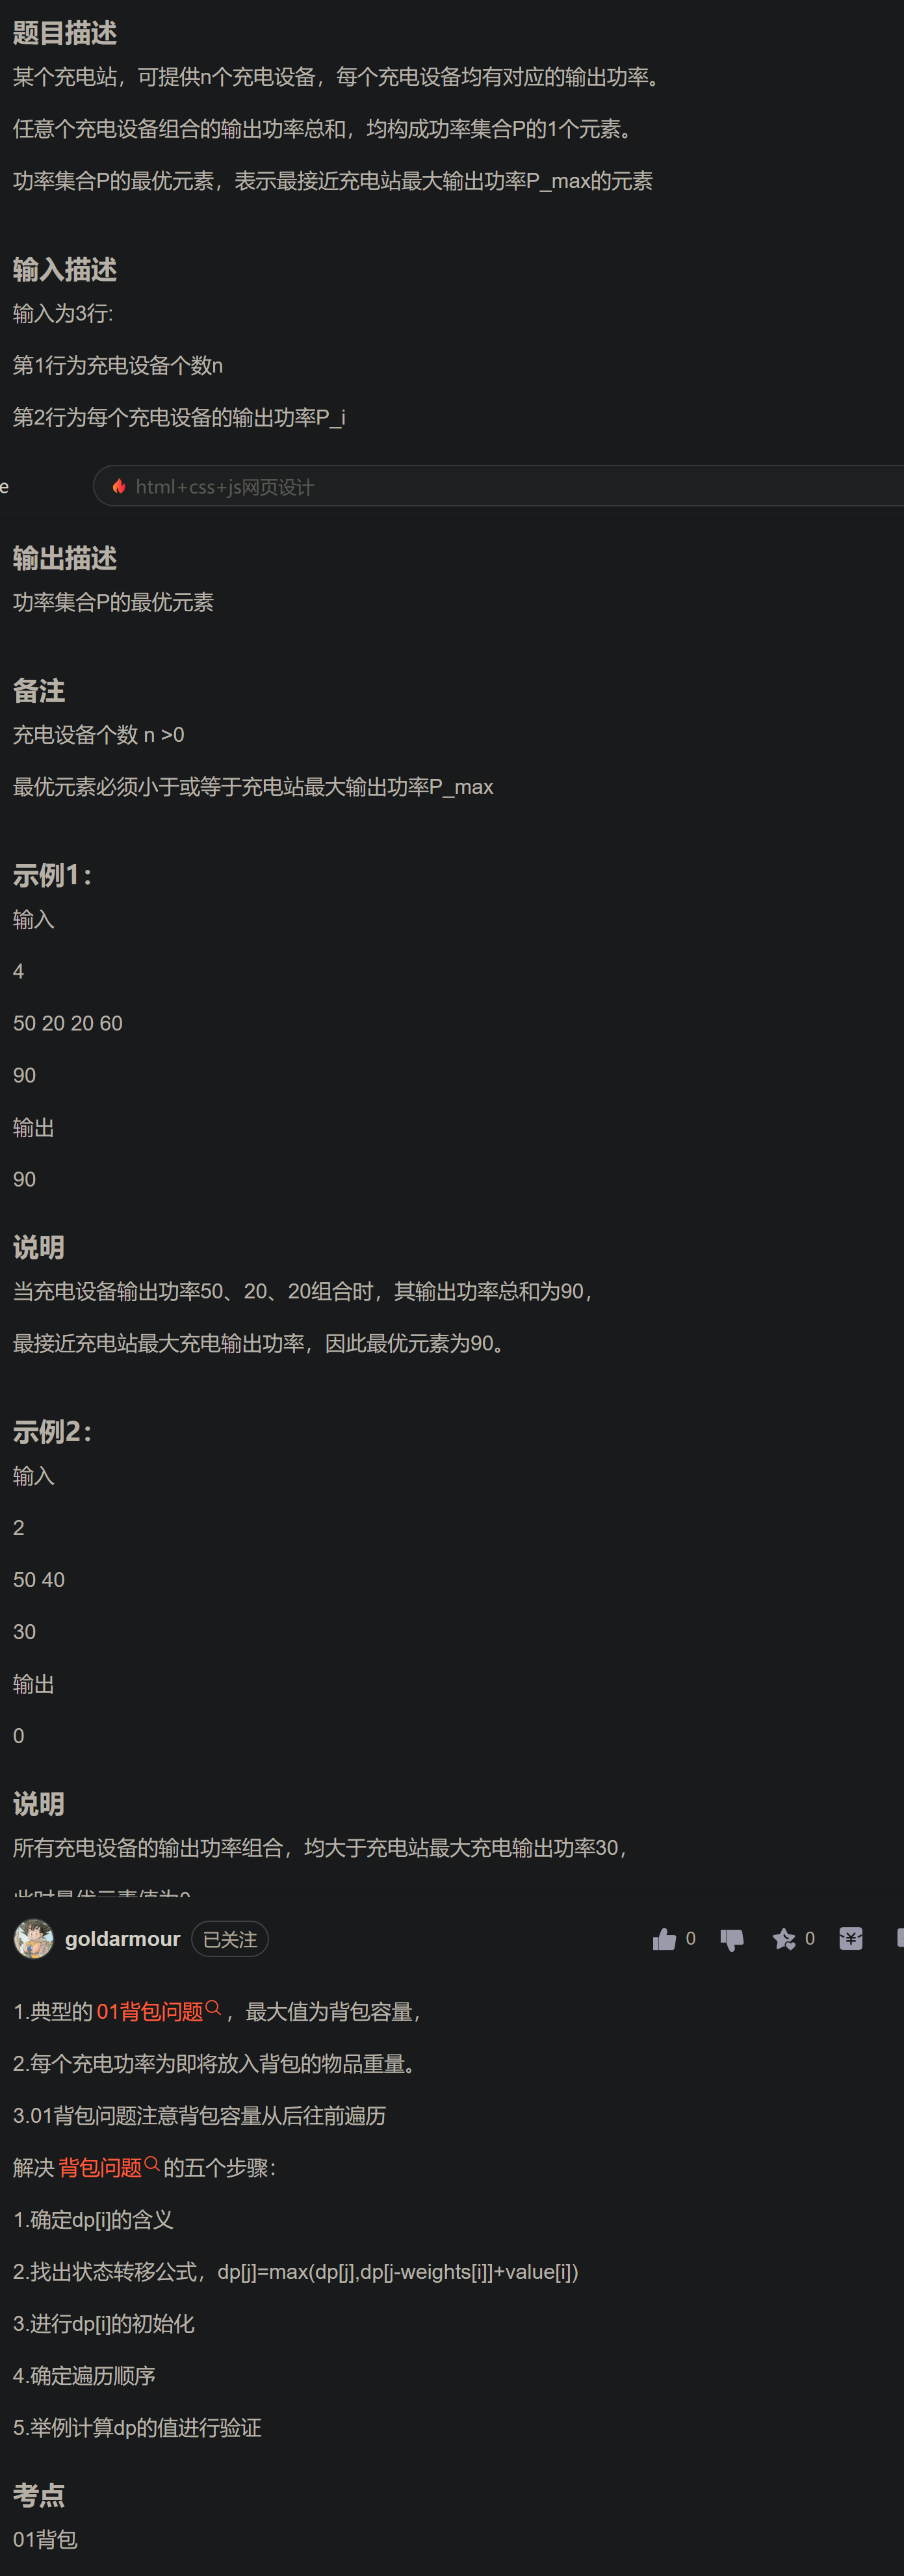 题目描述
某个充电站，可提供n个充电设备，每个充电设备均有对应的输出功率。
任意个充电设备组合的输出功率总和，均构成功率集合P的1个元素。
功率集合P的最优元素，表示最接近充电站最大输出功率P_max的元素
输入描述
输入为3行:
第1行为充电设备个数n
第2行为每个充电设备的输出功率P_i
e
html+css+js网页设计
输出描述
功率集合P的最优元素
备注
充电设备个数 n >0
最优元素必须小于或等于充电站最大输出功率P_max
示例1：
输入
4
50 20 20 60
90
输出
90
说明
当充电设备输出功率50、20、20组合时，其输出功率总和为90，
最接近充电站最大充电输出功率，因此最优元素为90。
示例2：
输入
2
50 40
30
输出
0
说明
所有充电设备的输出功率组合，均大于充电站最大充电输出功率30，
此时最优元素值为0
goldarmour 已关注 0 0
1.典型的 01背包问题 ，最大值为背包容量，
2.每个充电功率为即将放入背包的物品重量。
3.01背包问题注意背包容量从后往前遍历
解决 背包问题 的五个步骤：
1.确定dp[i]的含义
2.找出状态转移公式，dp[j]=max(dp[j],dp[j-weights[i]]+value[i])
3.进行dp[i]的初始化
4.确定遍历顺序
5.举例计算dp的值进行验证
考点
01背包